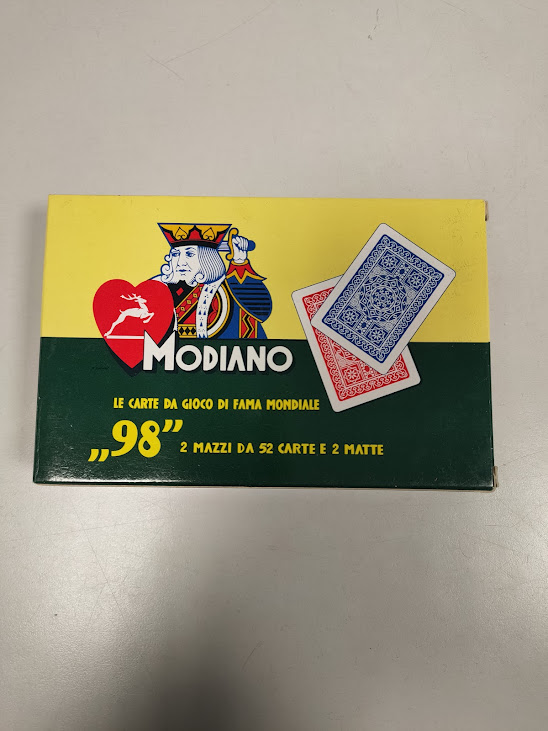 MODIANO
LE CARTE DA GIOCO DI FAMA MONDIALE
„98” 2 MAZZI DA 52 CARTE E 2 MATTE